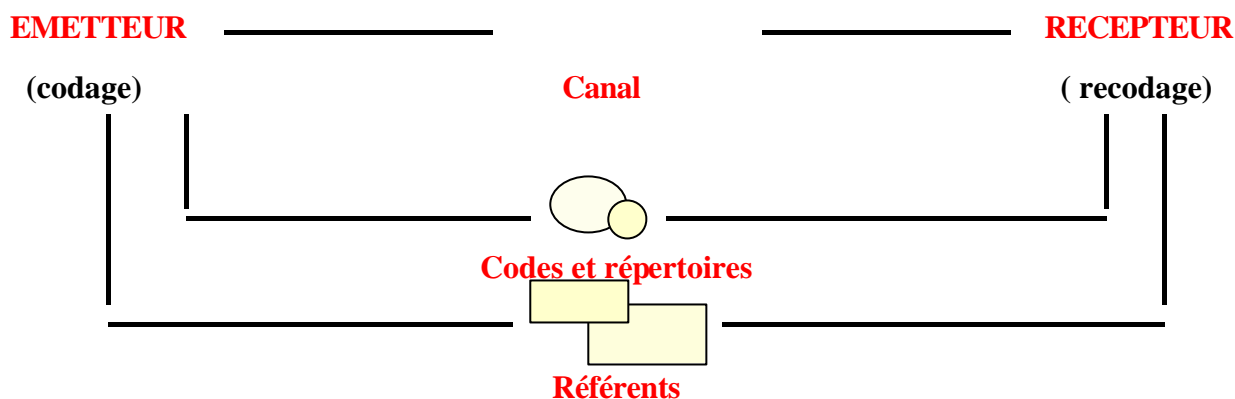 EMETTEUR RECEPTEUR
(codage) Canal ( recodage)
Codes et répertoires
Référents